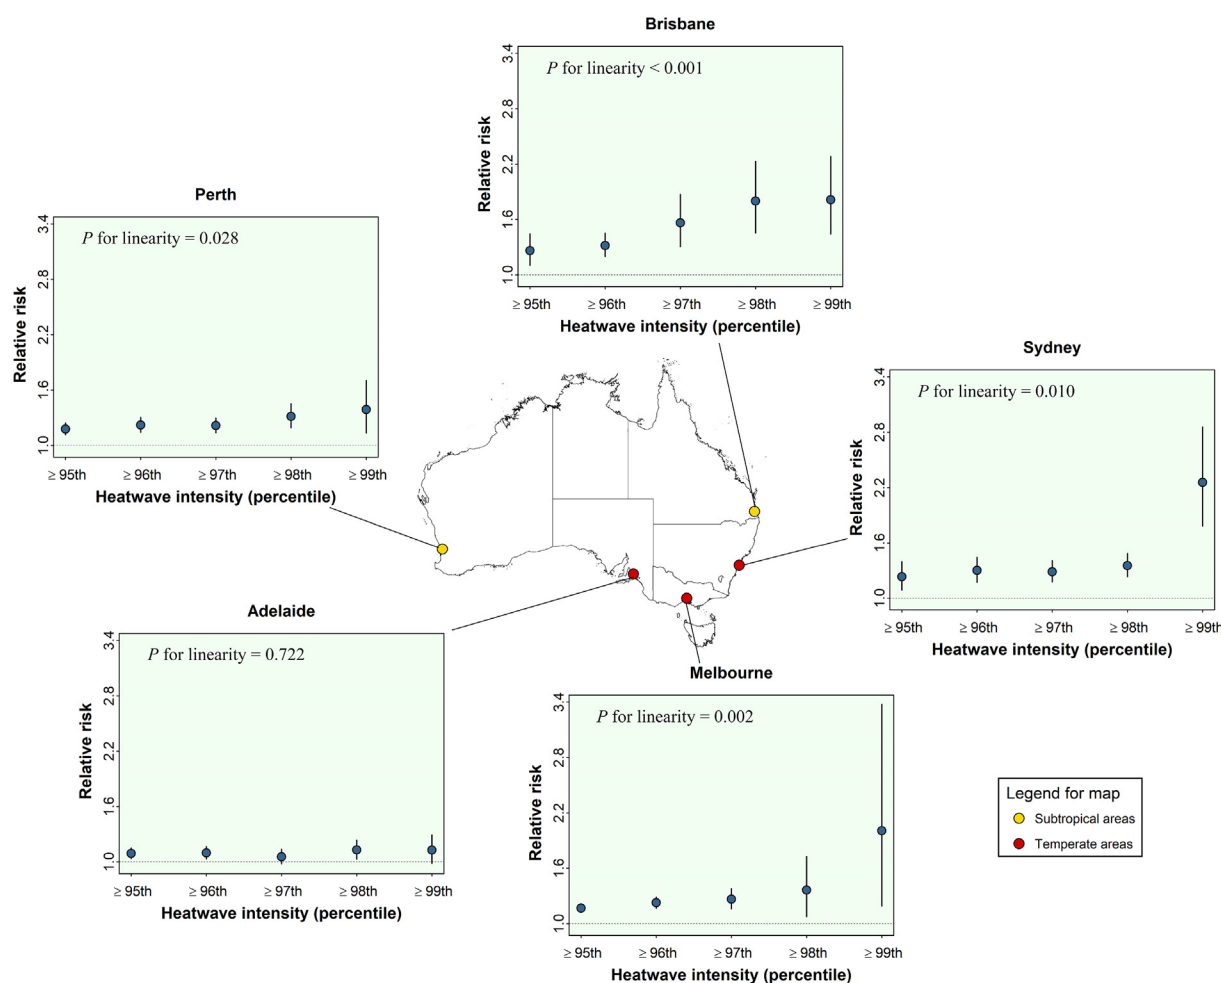 Brisbane
P for linearity < 0.001
Relative risk
3.4
2.8
2.2
1.6
1.0
≥ 95th ≥ 96th ≥ 97th ≥ 98th ≥ 99th
Heatwave intensity (percentile)
Perth
P for linearity = 0.028
Relative risk
3.4
2.8
2.2
1.6
1.0
≥ 95th ≥ 96th ≥ 97th ≥ 98th ≥ 99th
Heatwave intensity (percentile)
Sydney
P for linearity = 0.010
Relative risk
3.4
2.8
2.2
1.6
1.0
≥ 95th ≥ 96th ≥ 97th ≥ 98th ≥ 99th
Heatwave intensity (percentile)
Adelaide
P for linearity = 0.722
Relative risk
3.4
2.8
2.2
1.6
1.0
≥ 95th ≥ 96th ≥ 97th ≥ 98th ≥ 99th
Heatwave intensity (percentile)
Melbourne
P for linearity = 0.002
Relative risk
3.4
2.8
2.2
1.6
1.0
≥ 95th ≥ 96th ≥ 97th ≥ 98th ≥ 99th
Heatwave intensity (percentile)
Legend for map
Subtropical areas
Temperate areas